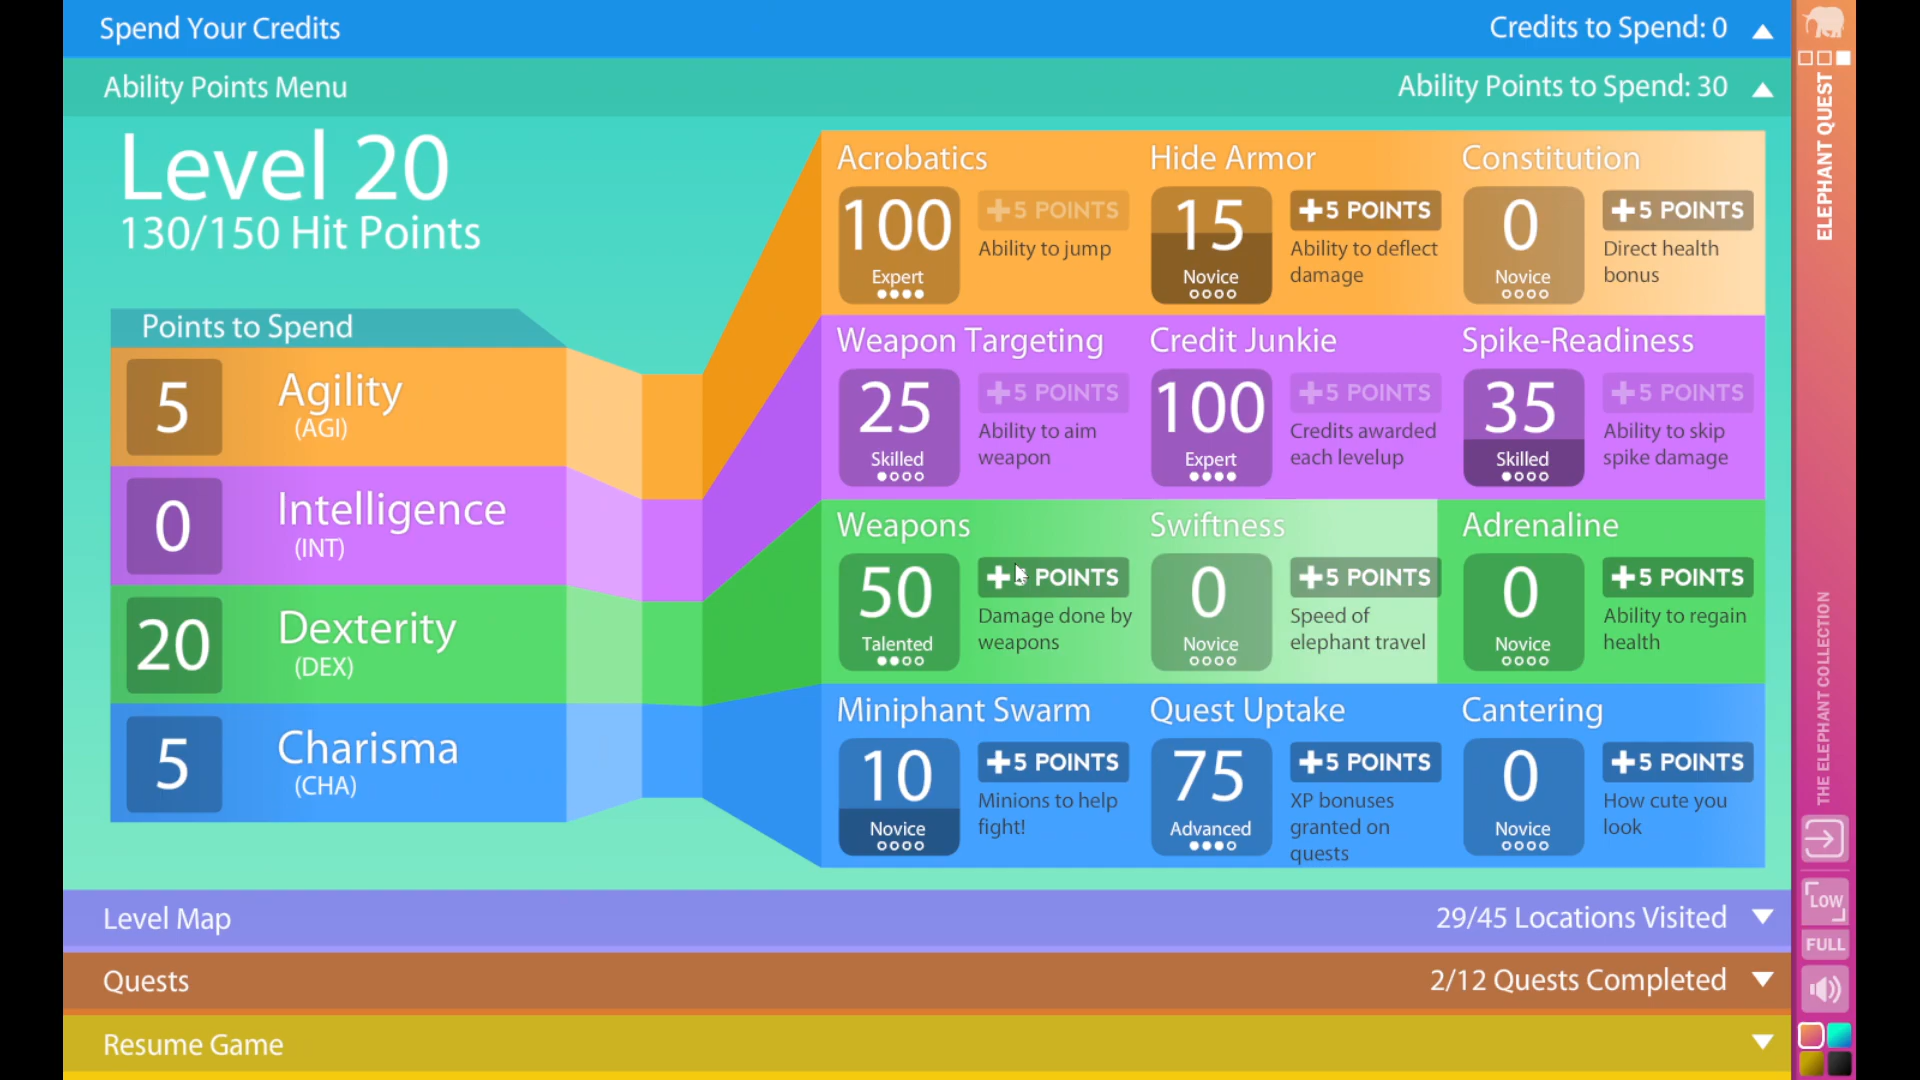 Spend Your Credits
Credits to Spend: 0
Ability Points Menu
Ability Points to Spend: 30
Level 20
130/150 Hit Points
Points to Spend
5
Agility
(AGI)
0
Intelligence
(INT)
20
Dexterity
(DEX)
5
Charisma
(CHA)
Acrobatics
100
Expert
+5 POINTS
Ability to jump
Hide Armor
15
Novice
+5 POINTS
Ability to deflect
damage
Constitution
0
Novice
+5 POINTS
Direct health
bonus
Weapon Targeting
25
Skilled
+5 POINTS
Ability to aim
weapon
Credit Junkie
100
Expert
+5 POINTS
Credits awarded
each levelup
Spike-Readiness
35
Skilled
+5 POINTS
Ability to skip
spike damage
Weapons
50
Talented
+5 POINTS
Damage done by
weapons
Swiftness
0
Novice
+5 POINTS
Speed of
elephant travel
Adrenaline
0
Novice
+5 POINTS
Ability to regain
health
Miniphant Swarm
10
Novice
+5 POINTS
Minions to help
fight!
Quest Uptake
75
Advanced
+5 POINTS
XP bonuses
granted on
quests
Cantering
0
Novice
+5 POINTS
How cute you
look
Level Map
29/45 Locations Visited
Quests
2/12 Quests Completed
Resume Game
ELEPHANT QUEST
THE ELEPHANT COLLECTION
LOW
FULL